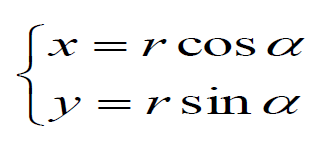 x = r cos α
y = r sin α